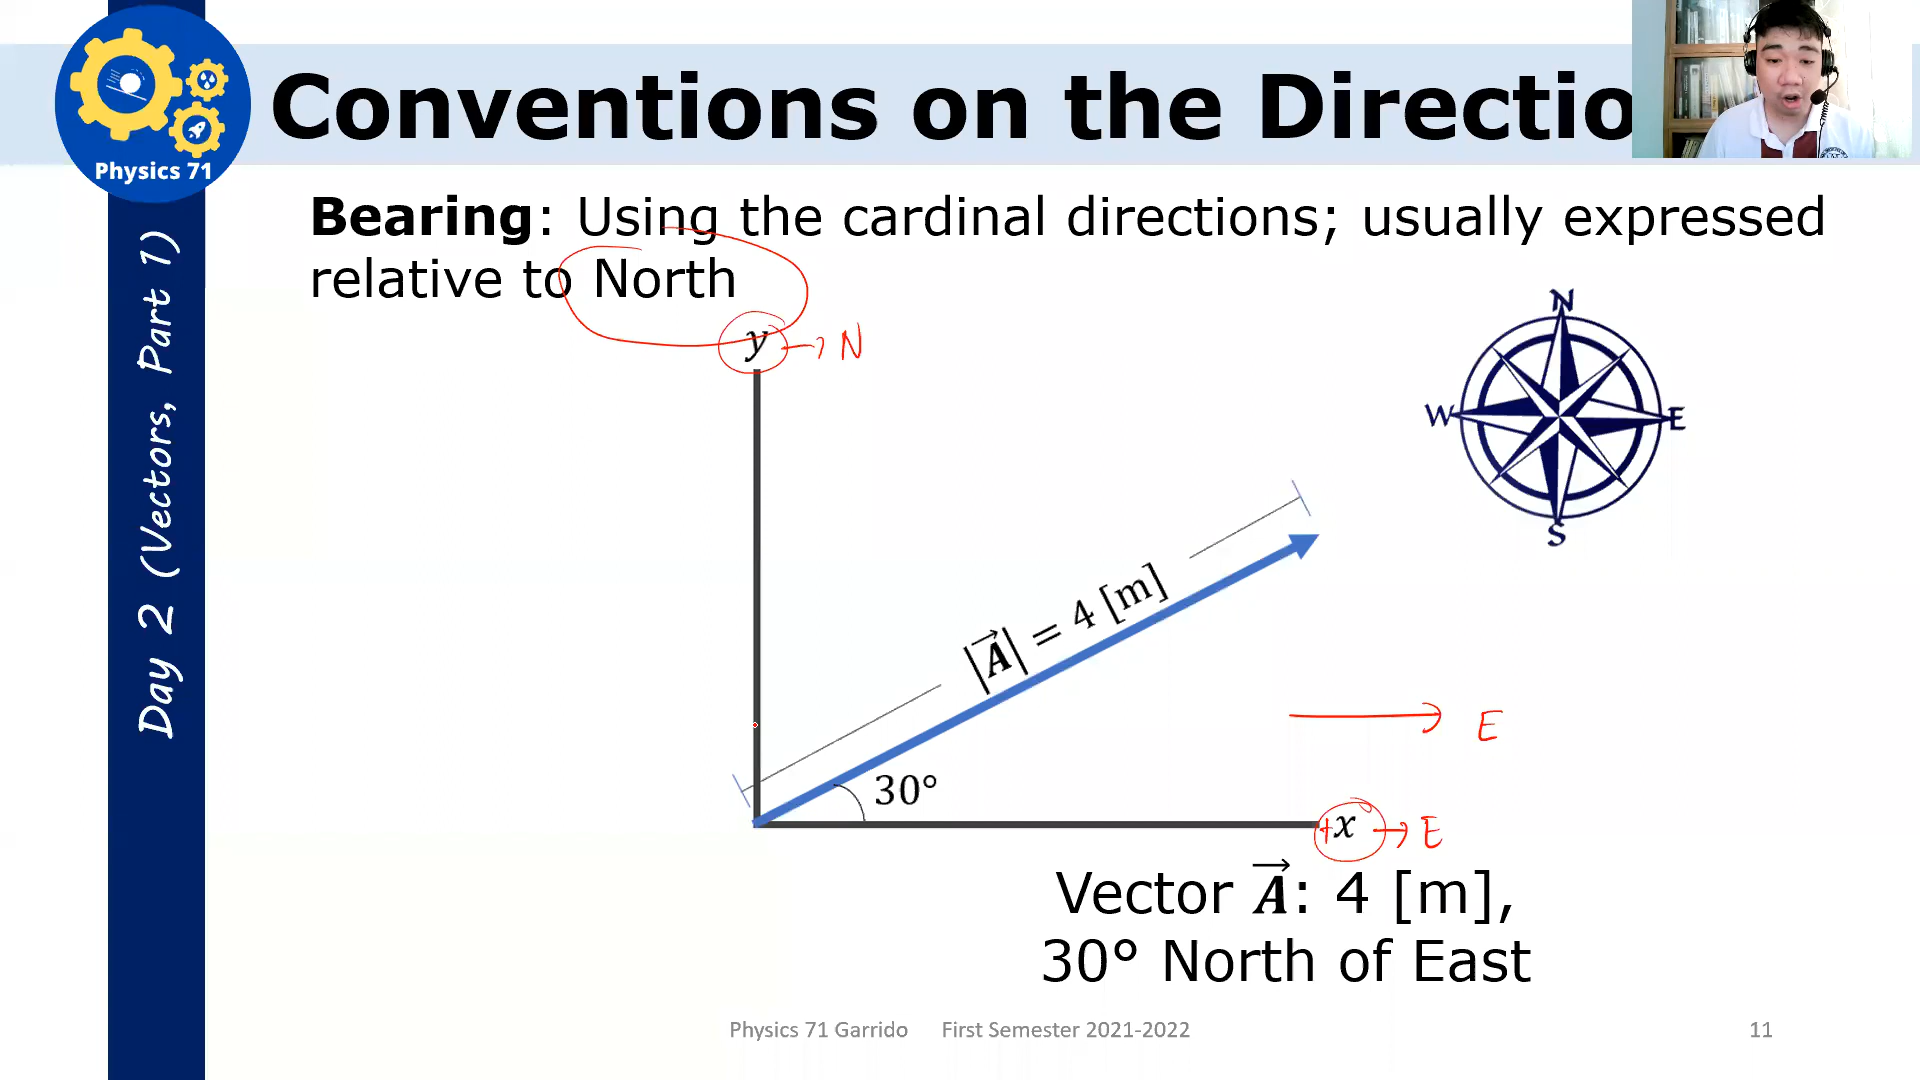 Conventions on the Directio
Physics 71
Day 2 (Vectors, Part 1)
Bearing: Using the cardinal directions; usually expressed
relative to North
y → N
N
W E
S
|A⃗| = 4 [m]
E
30°
+x → E
Vector A⃗: 4 [m],
30° North of East
Physics 71 Garrido First Semester 2021-2022 11